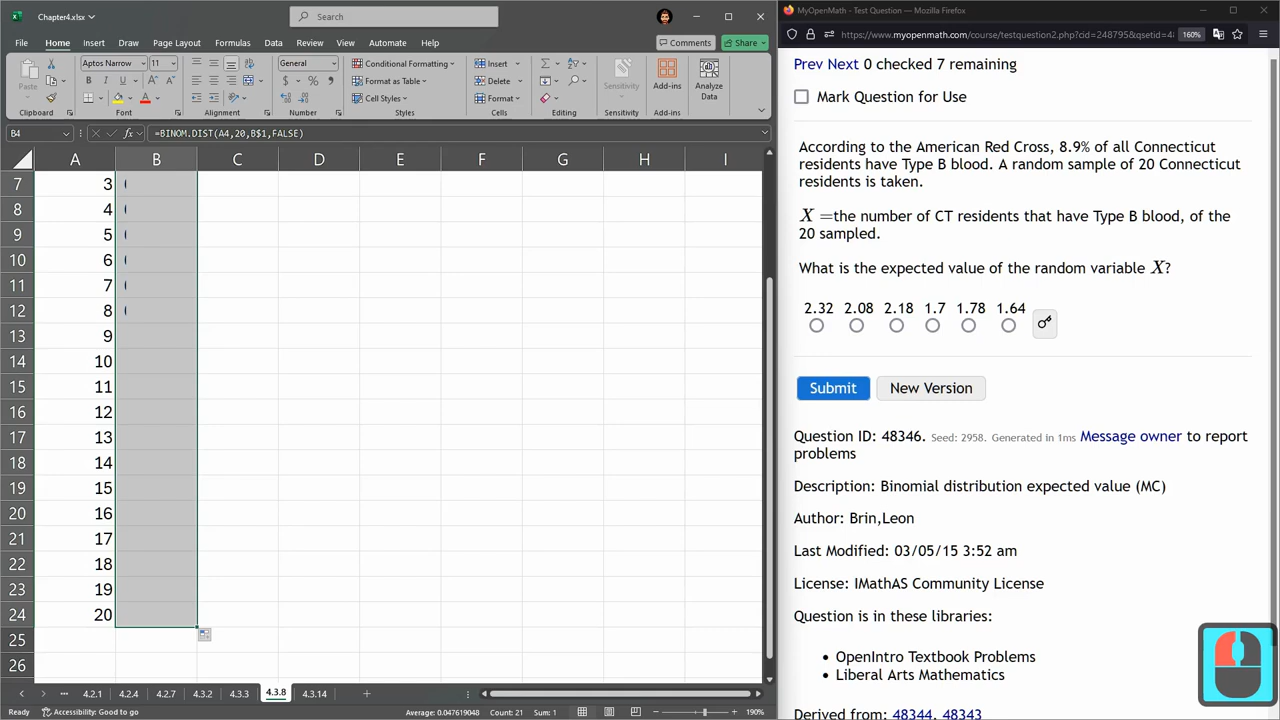 Chapter4.xlsx
Search
File Home Insert Draw Page Layout Formulas Data Review View Automate Help
Comments Share
Paste
Aptos Narrow 11
General
Conditional Formatting
Format as Table
Cell Styles
Insert
Delete
Format
Sensitivity
Add-ins
Analyze Data
Clipboard Font Number Styles Cells Editing Sensitivity Add-ins
B4 fx =BINOM.DIST(A4,20,B$1,FALSE)
A B C D E F G H I
7 3
8 4
9 5
10 6
11 7
12 8
13 9
14 10
15 11
16 12
17 13
18 14
19 15
20 16
21 17
22 18
23 19
24 20
25
26
4.2.1 4.2.4 4.2.7 4.3.2 4.3.3 4.3.8 4.3.14
Ready Accessibility: Good to go Average: 0.047619048 Count: 21 Sum: 1 190%
MyOpenMath - Test Question — Mozilla Firefox
https://www.myopenmath.com/course/testquestion2.php?cid=248795&qsetid=4 160%
Prev Next 0 checked 7 remaining
Mark Question for Use
According to the American Red Cross, 8.9% of all Connecticut
residents have Type B blood. A random sample of 20 Connecticut
residents is taken.
X =the number of CT residents that have Type B blood, of the
20 sampled.
What is the expected value of the random variable X?
2.32 2.08 2.18 1.7 1.78 1.64
Submit New Version
Question ID: 48346. Seed: 2958. Generated in 1ms Message owner to report
problems
Description: Binomial distribution expected value (MC)
Author: Brin,Leon
Last Modified: 03/05/15 3:52 am
License: IMathAS Community License
Question is in these libraries:
OpenIntro Textbook Problems
Liberal Arts Mathematics
Derived from: 48344, 48343